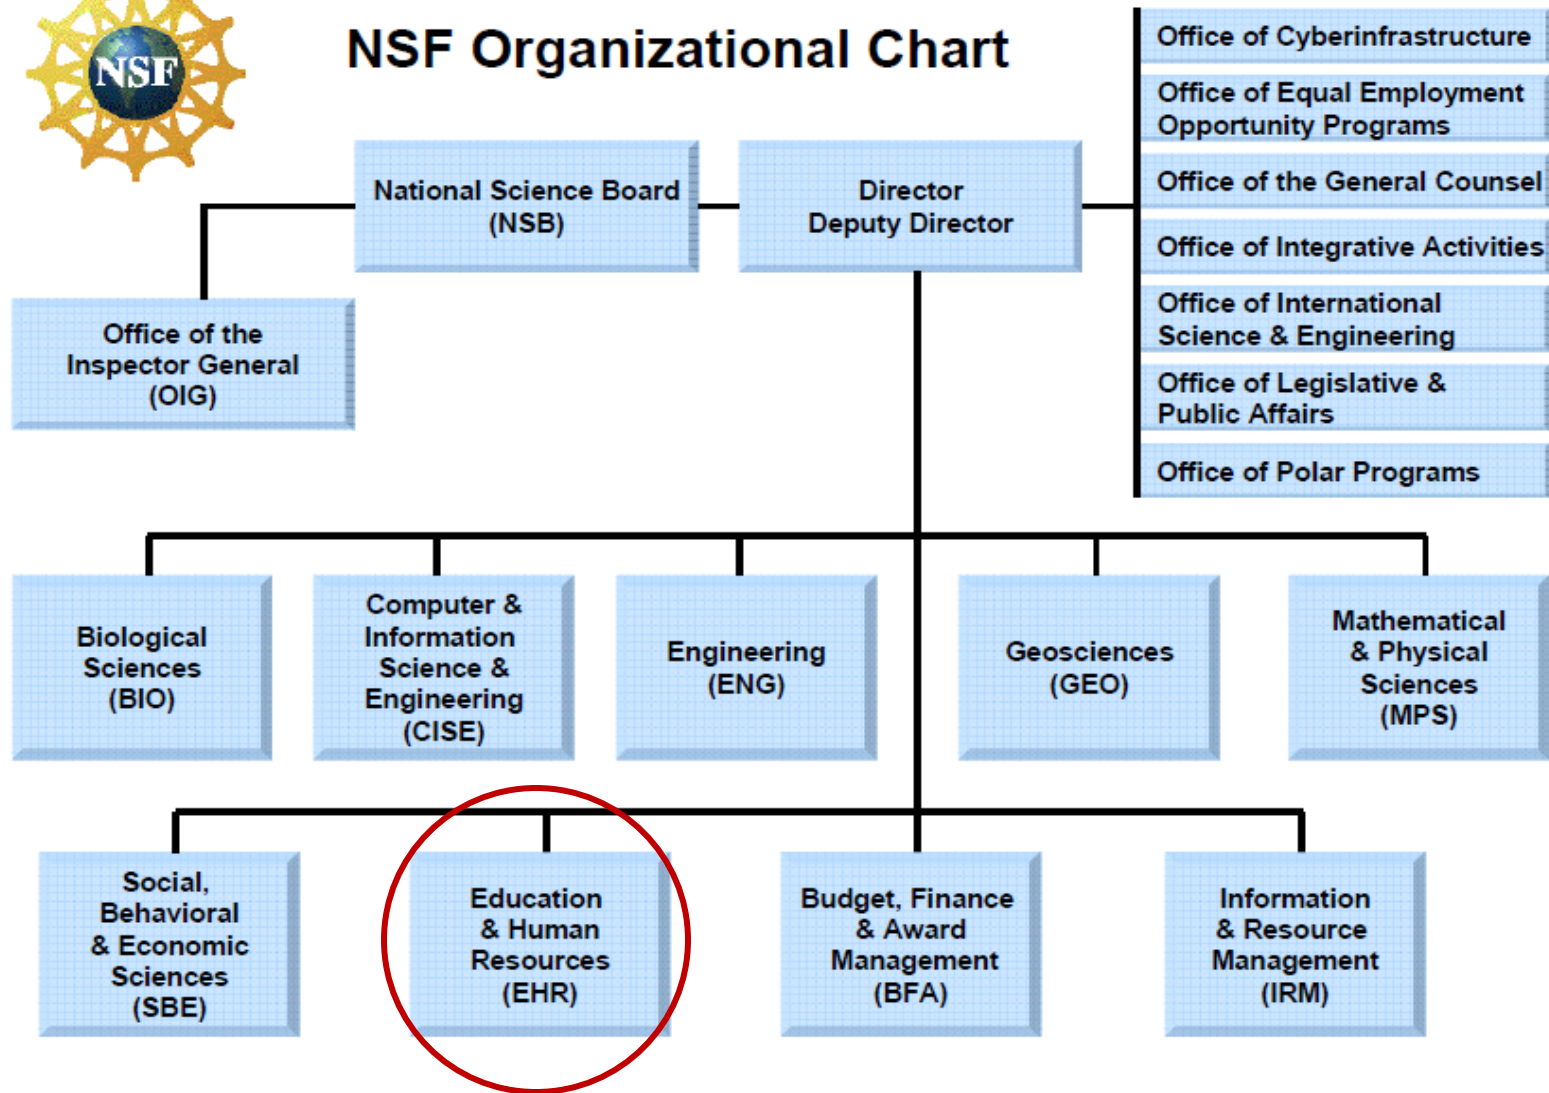 NSF
NSF Organizational Chart
Office of Cyberinfrastructure
Office of Equal Employment
Opportunity Programs
Office of the General Counsel
Office of Integrative Activities
Office of International
Science & Engineering
Office of Legislative &
Public Affairs
Office of Polar Programs
National Science Board
(NSB)
Director
Deputy Director
Office of the
Inspector General
(OIG)
Biological
Sciences
(BIO)
Computer &
Information
Science &
Engineering
(CISE)
Engineering
(ENG)
Geosciences
(GEO)
Mathematical
& Physical
Sciences
(MPS)
Social,
Behavioral
& Economic
Sciences
(SBE)
Education
& Human
Resources
(EHR)
Budget, Finance
& Award
Management
(BFA)
Information
& Resource
Management
(IRM)